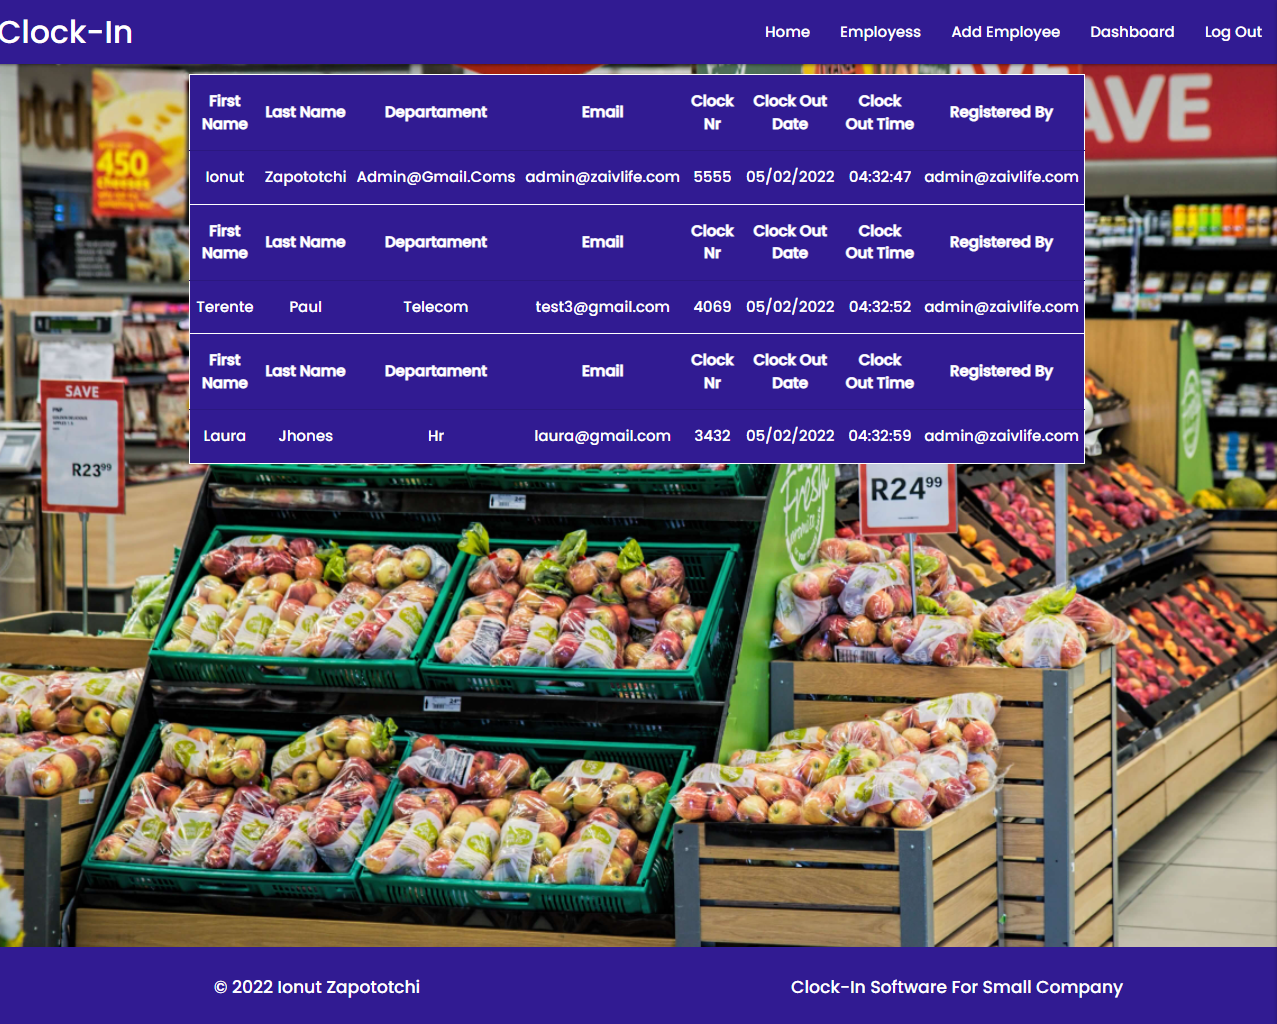 Clock-In
Home Employess Add Employee Dashboard Log Out
First Name Last Name Departament Email Clock Nr Clock Out Date Clock Out Time Registered By
Ionut Zapototchi Admin@Gmail.Coms admin@zaivlife.com 5555 05/02/2022 04:32:47 admin@zaivlife.com
First Name Last Name Departament Email Clock Nr Clock Out Date Clock Out Time Registered By
Terente Paul Telecom test3@gmail.com 4069 05/02/2022 04:32:52 admin@zaivlife.com
First Name Last Name Departament Email Clock Nr Clock Out Date Clock Out Time Registered By
Laura Jhones Hr laura@gmail.com 3432 05/02/2022 04:32:59 admin@zaivlife.com
450
cheeses
AVE
SAVE
R23⁹⁹
R24⁹⁹
Fresh
© 2022 Ionut Zapototchi
Clock-In Software For Small Company